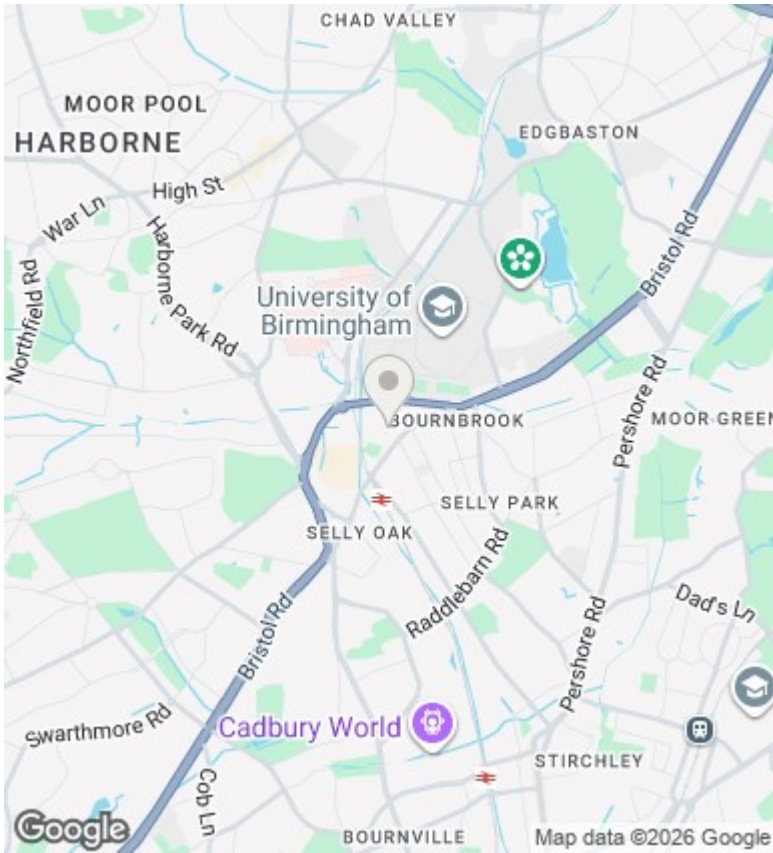 CHAD VALLEY
MOOR POOL
HARBORNE
EDGBASTON
High St
War Ln
Harborne Park Rd
Northfield Rd
Bristol Rd
University of
Birmingham
Pershore Rd
BOURNBROOK
MOOR GREEN
SELLY PARK
SELLY OAK
Raddlebarn Rd
Dad's Ln
Bristol Rd
Pershore Rd
Swarthmore Rd
Cadbury World
Cob Ln
STIRCHLEY
BOURNVILLE
Google
Map data ©2026 Google